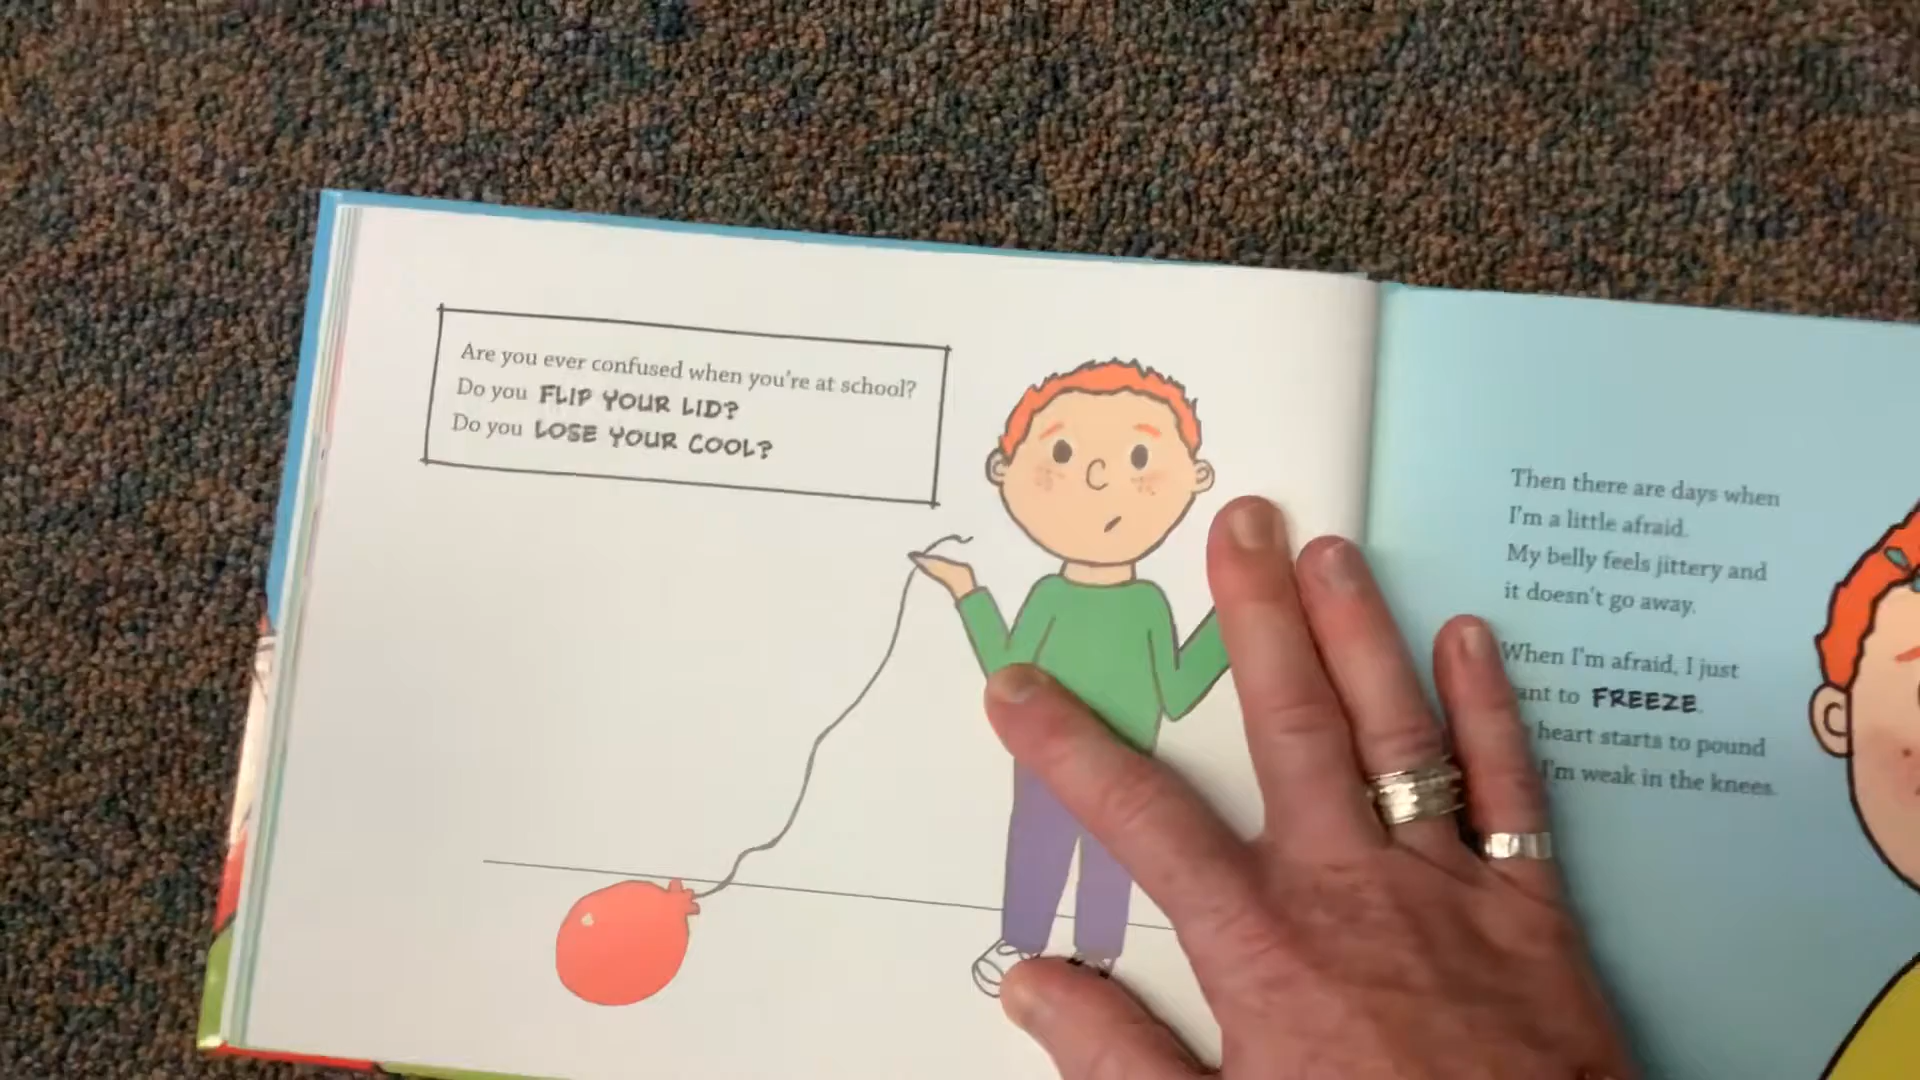 Are you ever confused when you're at school?
Do you FLIP YOUR LID?
Do you LOSE YOUR COOL?
Then there are days when
I'm a little afraid.
My belly feels jittery and
it doesn't go away.
When I'm afraid, I just
to FREEZE.
heart starts to pound
I'm weak in the knees.